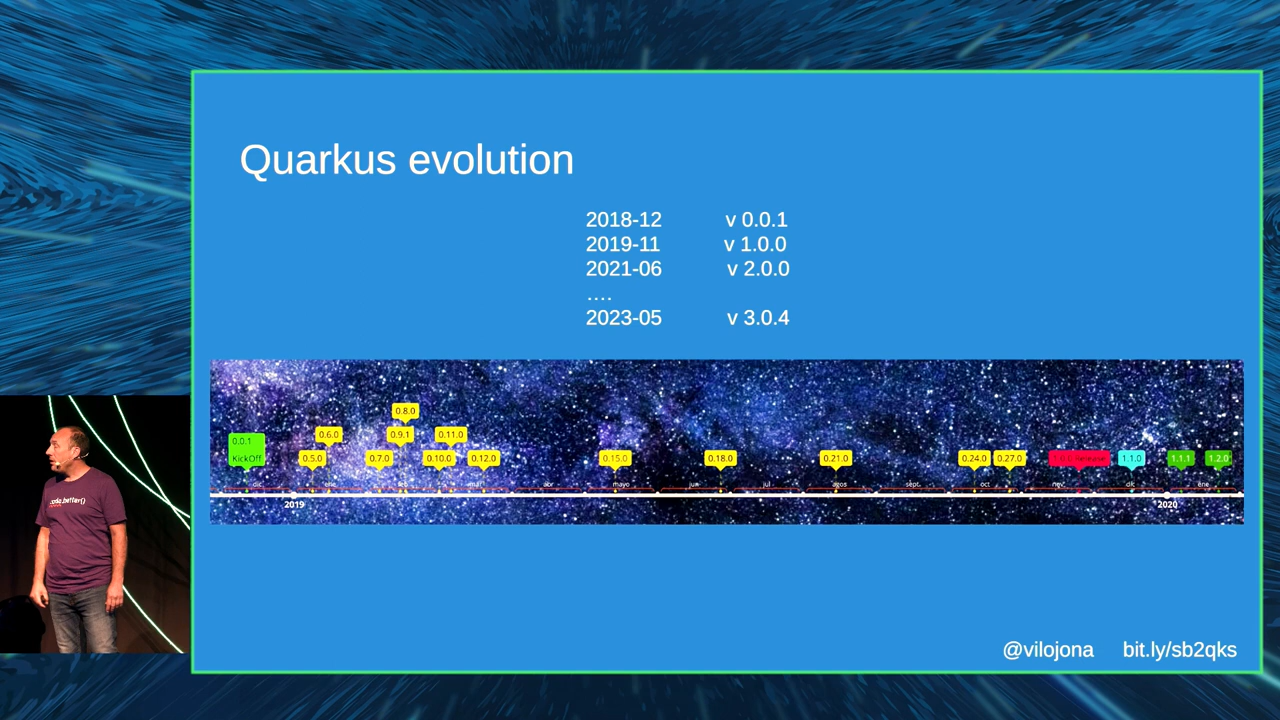 Quarkus evolution
2018-12 v 0.0.1
2019-11 v 1.0.0
2021-06 v 2.0.0
....
2023-05 v 3.0.4
0.8.0
0.0.1
KickOff
0.6.0
0.9.1
0.11.0
0.5.0
0.7.0
0.10.0
0.12.0
0.15.0
0.18.0
0.21.0
0.24.0
0.27.0
1.0.0 Release
1.1.0
1.1.1
1.2.0
dic
ene
feb
mar
abr
mayo
jun
jul
agos
sept
oct
nov
dic
ene
2019
2020
@vilojona bit.ly/sb2qks